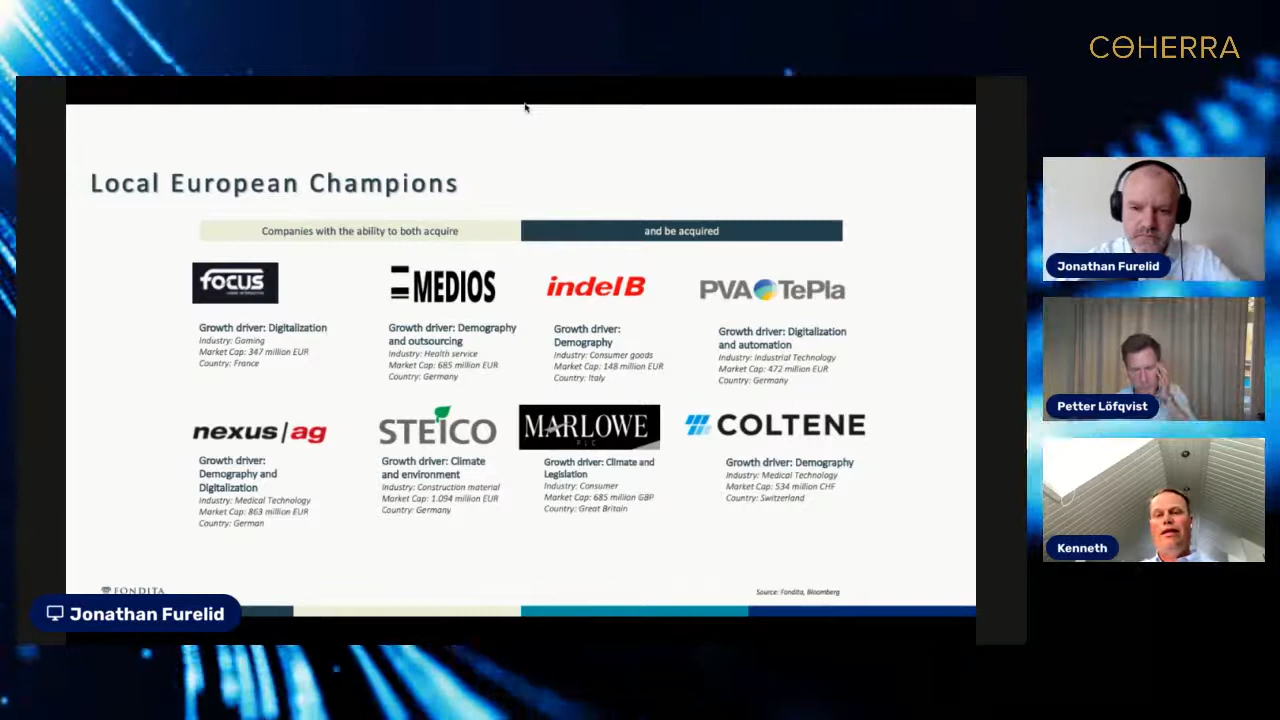 COHERRA
Local European Champions
Companies with the ability to both acquire
and be acquired
focus
MEDIOS
indel B
PVA TePla
Growth driver: Digitalization
Industry: Gaming
Market Cap: 347 million EUR
Country: France
Growth driver: Demography
and outsourcing
Industry: Health service
Market Cap: 685 million EUR
Country: Germany
Growth driver:
Demography
Industry: Consumer goods
Market Cap: 148 million EUR
Country: Italy
Growth driver: Digitalization
and automation
Industry: Industrial Technology
Market Cap: 472 million EUR
Country: Germany
nexus|ag
STEICO
MARLOWE
PLC
COLTENE
Growth driver:
Demography and
Digitalization
Industry: Medical Technology
Market Cap: 863 million EUR
Country: German
Growth driver: Climate
and environment
Industry: Construction material
Market Cap: 1.094 million EUR
Country: Germany
Growth driver: Climate and
Legislation
Industry: Consumer
Market Cap: 685 million GBP
Country: Great Britain
Growth driver: Demography
Industry: Medical Technology
Market Cap: 534 million CHF
Country: Switzerland
FONDITA
Source: Fondita, Bloomberg
Jonathan Furelid
Jonathan Furelid
Petter Löfqvist
Kenneth